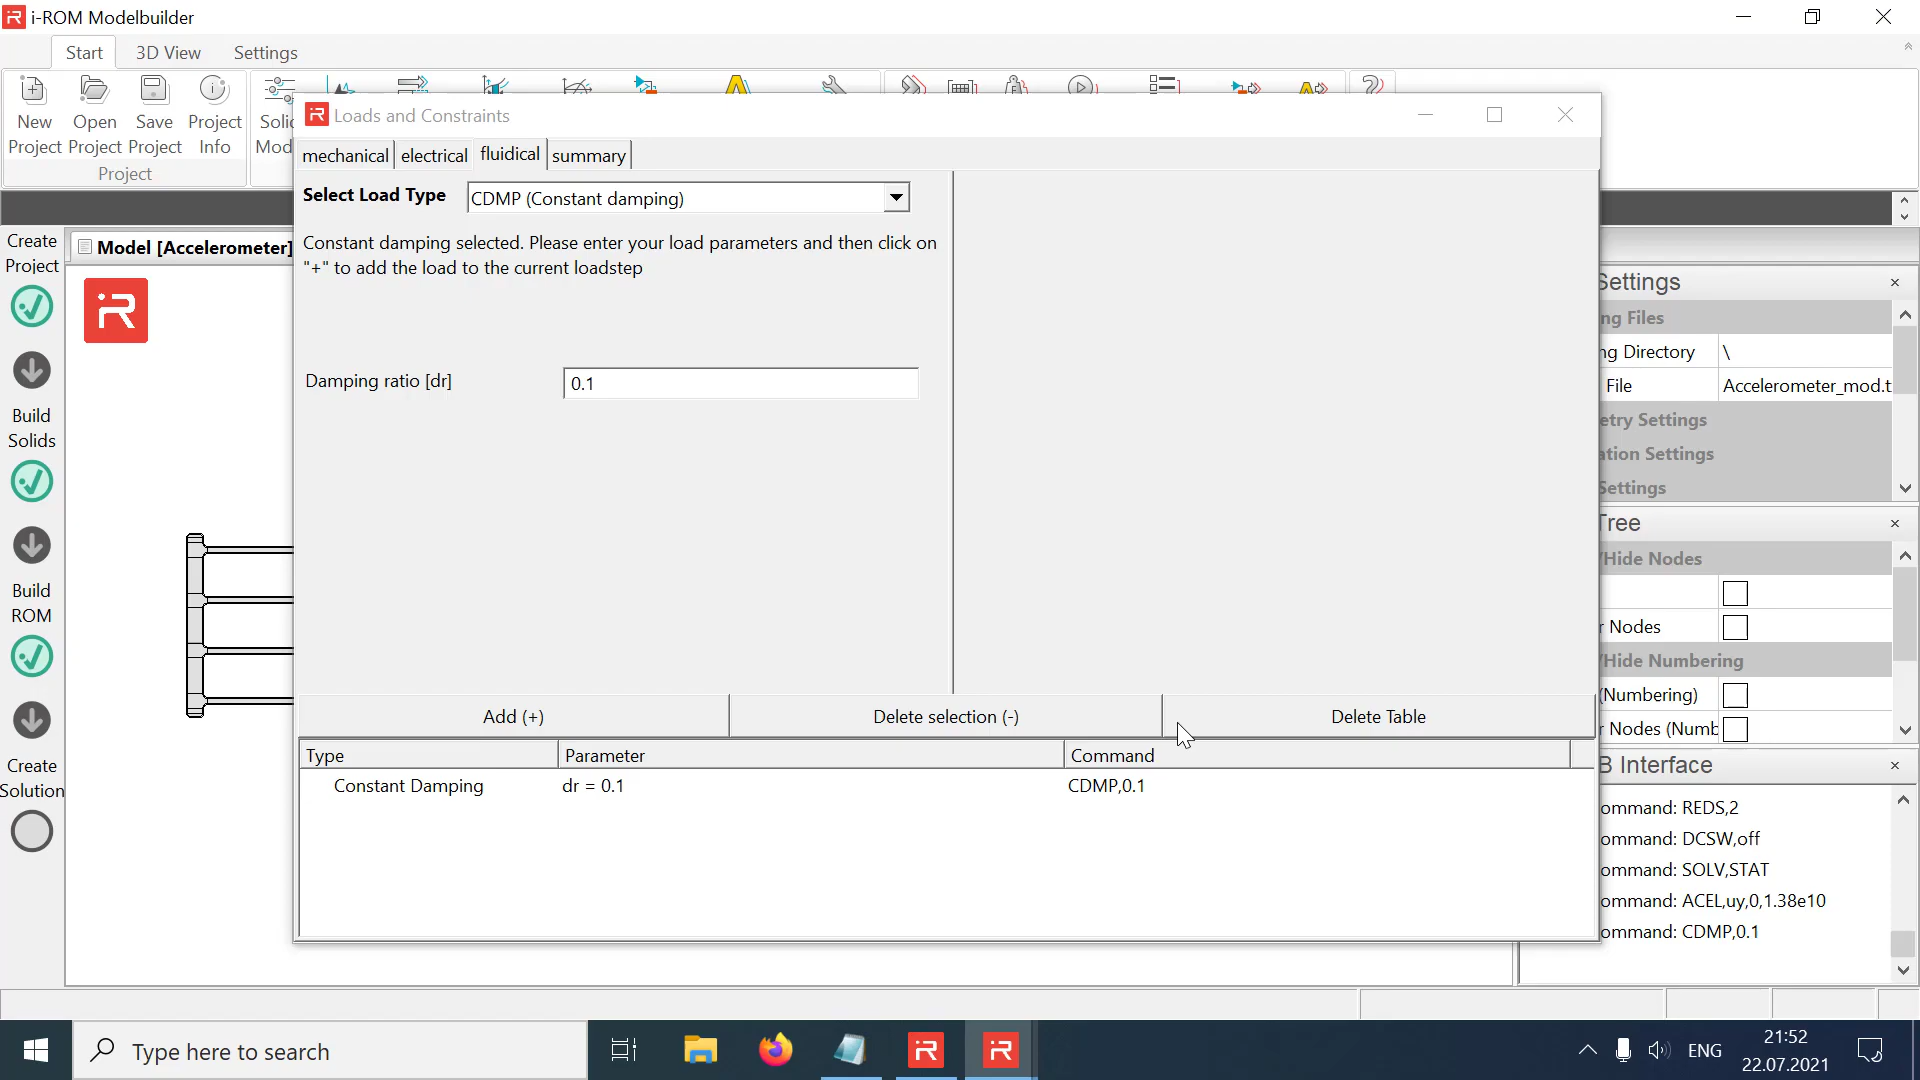 i-ROM Modelbuilder
Start
3D View
Settings
New
Project
Open
Project
Save
Project
Project
Info
Project
Loads and Constraints
mechanical
electrical
fluidical
summary
Select Load Type
CDMP (Constant damping)
Constant damping selected. Please enter your load parameters and then click on
"+" to add the load to the current loadstep
Damping ratio [dr]
0.1
Add (+)
Delete selection (-)
Delete Table
Type
Parameter
Command
Constant Damping
dr = 0.1
CDMP,0.1
Create
Project
Build
Solids
Build
ROM
Create
Solution
Model [Accelerometer]
Settings
ng Files
ng Directory
\
File
Accelerometer_mod.t
etry Settings
ation Settings
Settings
Tree
/Hide Nodes
r Nodes
/Hide Numbering
(Numbering)
r Nodes (Numb
B Interface
ommand: REDS,2
ommand: DCSW,off
ommand: SOLV,STAT
ommand: ACEL,uy,0,1.38e10
ommand: CDMP,0.1
Type here to search
ENG
21:52
22.07.2021